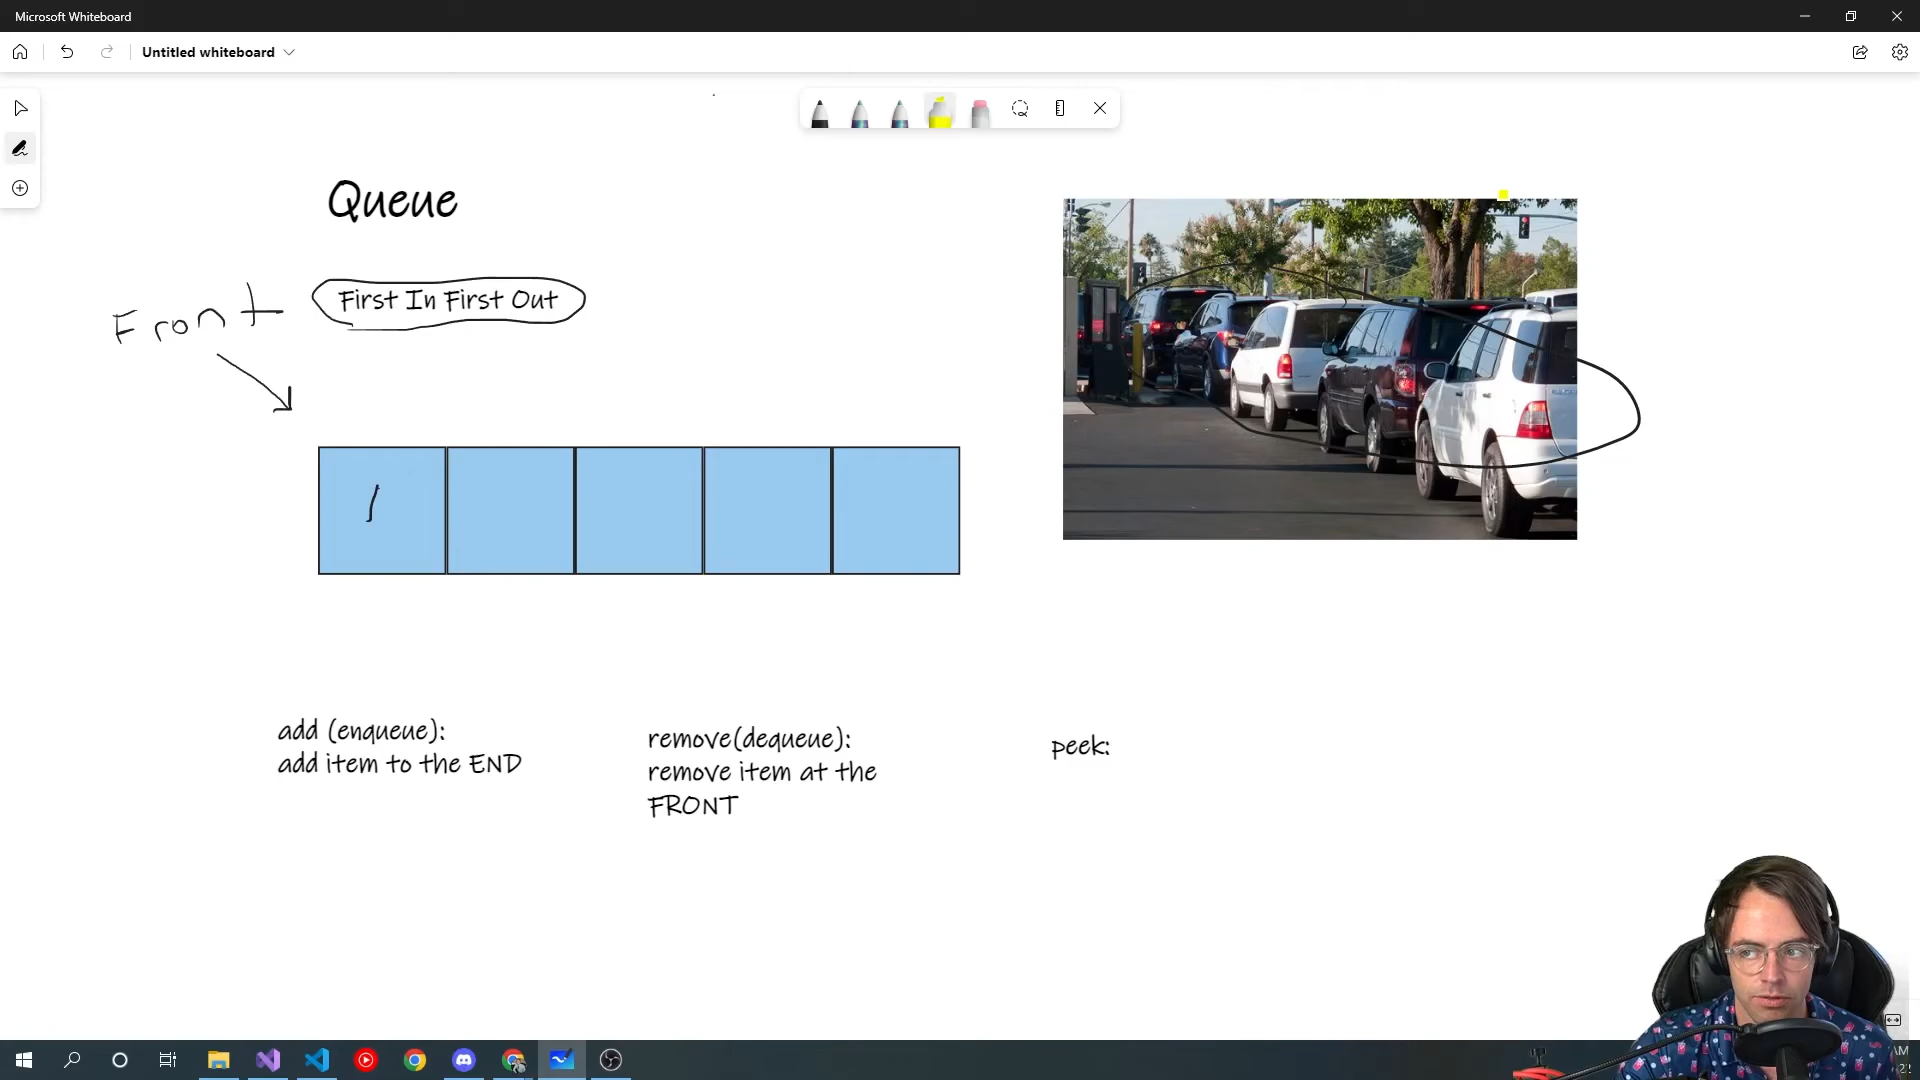 Microsoft Whiteboard
Untitled whiteboard
Queue
First In First Out
Front
1
add (enqueue):
add item to the END
remove(dequeue):
remove item at the
FRONT
peek: